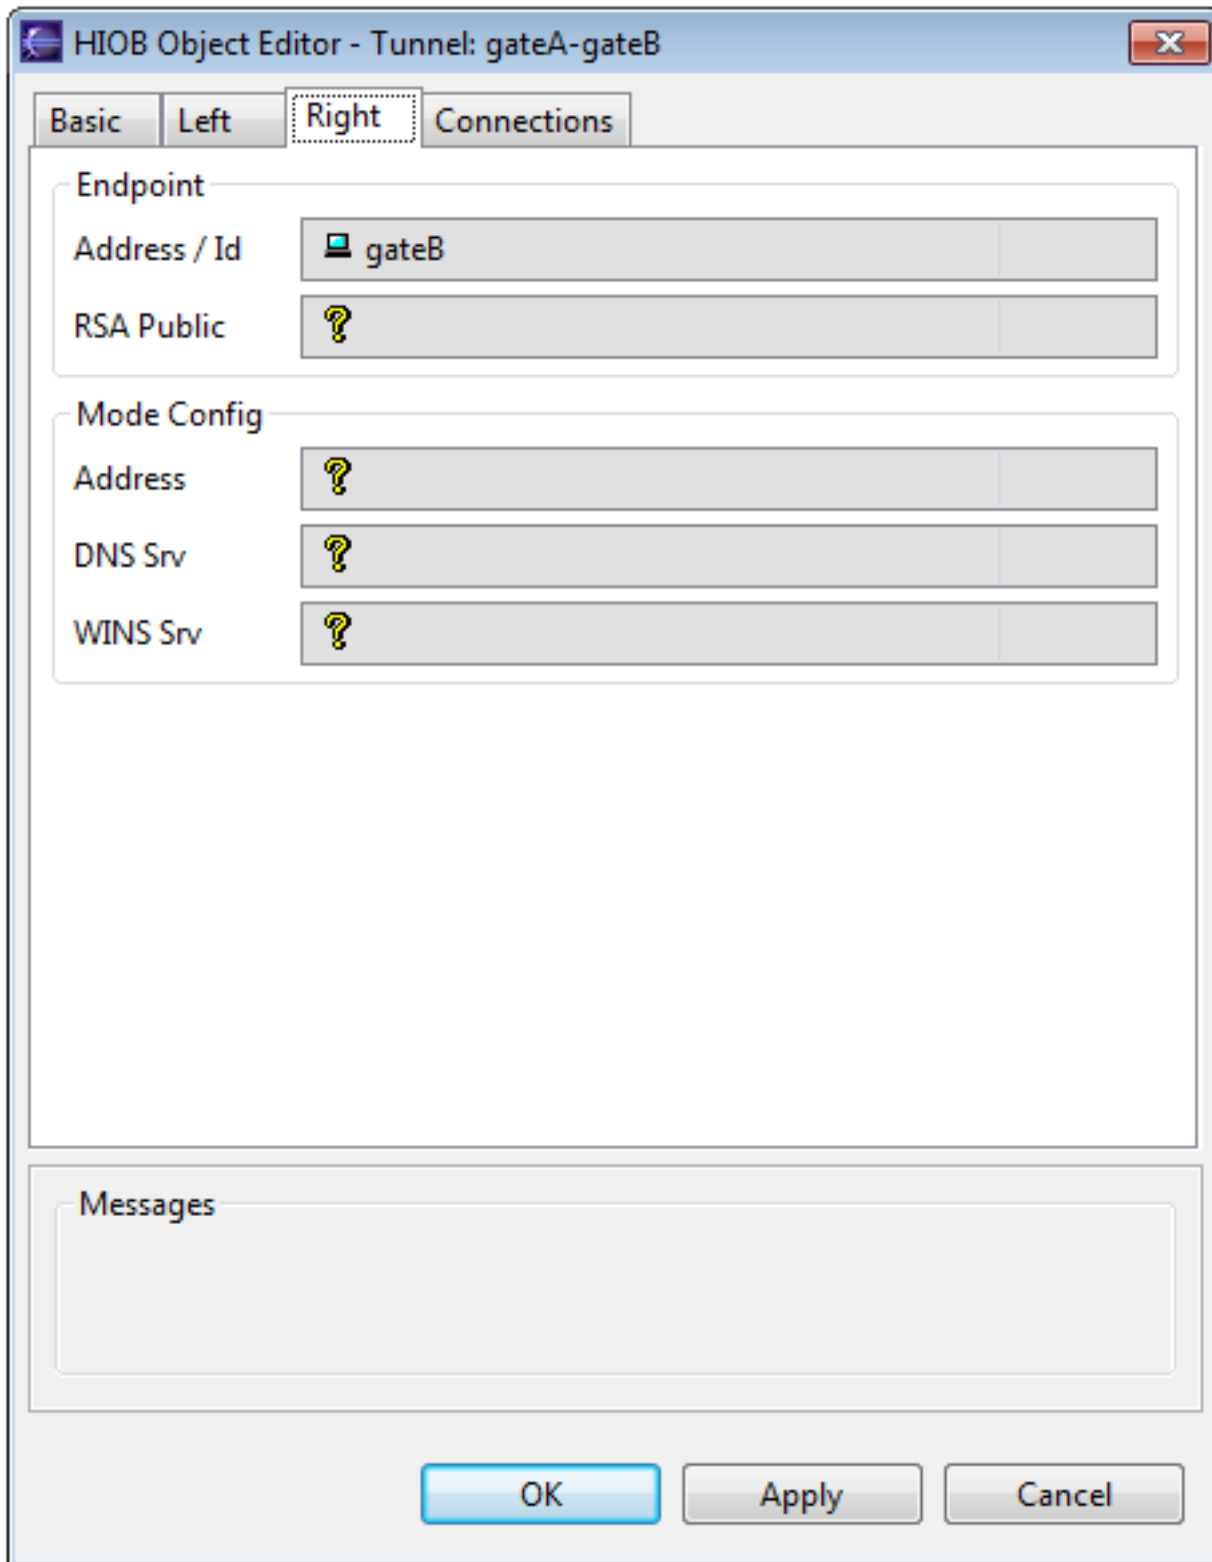 HIOB Object Editor - Tunnel: gateA-gateB
Basic Left Right Connections
Endpoint
Address / Id gateB
RSA Public
Mode Config
Address
DNS Srv
WINS Srv
Messages
OK Apply Cancel